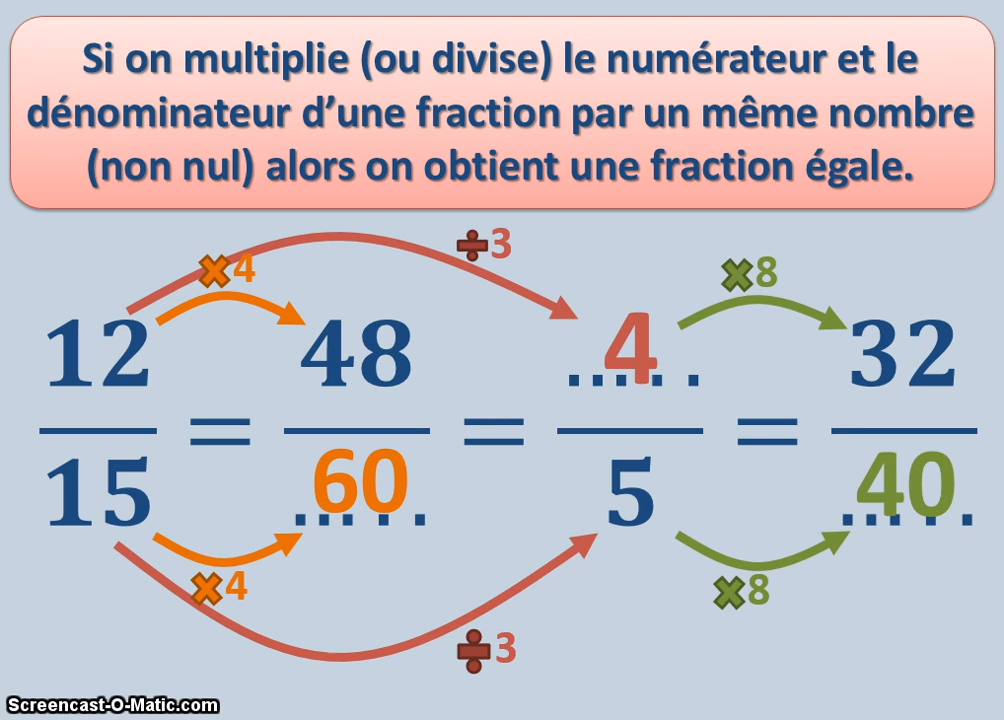 Si on multiplie (ou divise) le numérateur et le
dénominateur d’une fraction par un même nombre
(non nul) alors on obtient une fraction égale.
÷3
×4 ×8
12 48 4 32
..... 
= = =
15 60 5 40
..... .....
×4 ×8
÷3
Screencast-O-Matic.com